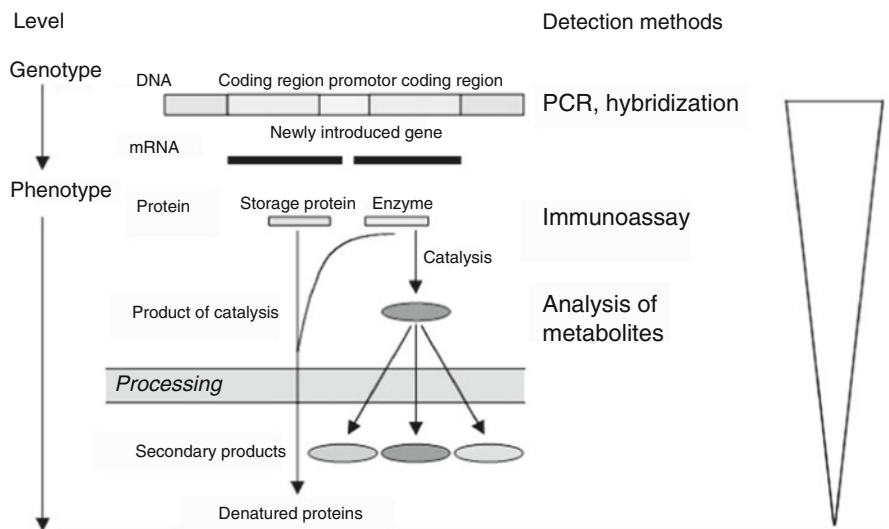 Level
Detection methods
Genotype
DNA
Coding region promotor coding region
PCR, hybridization
Newly introduced gene
mRNA
Phenotype
Protein
Storage protein
Enzyme
Immunoassay
Catalysis
Product of catalysis
Analysis of
metabolites
Processing
Secondary products
Denatured proteins